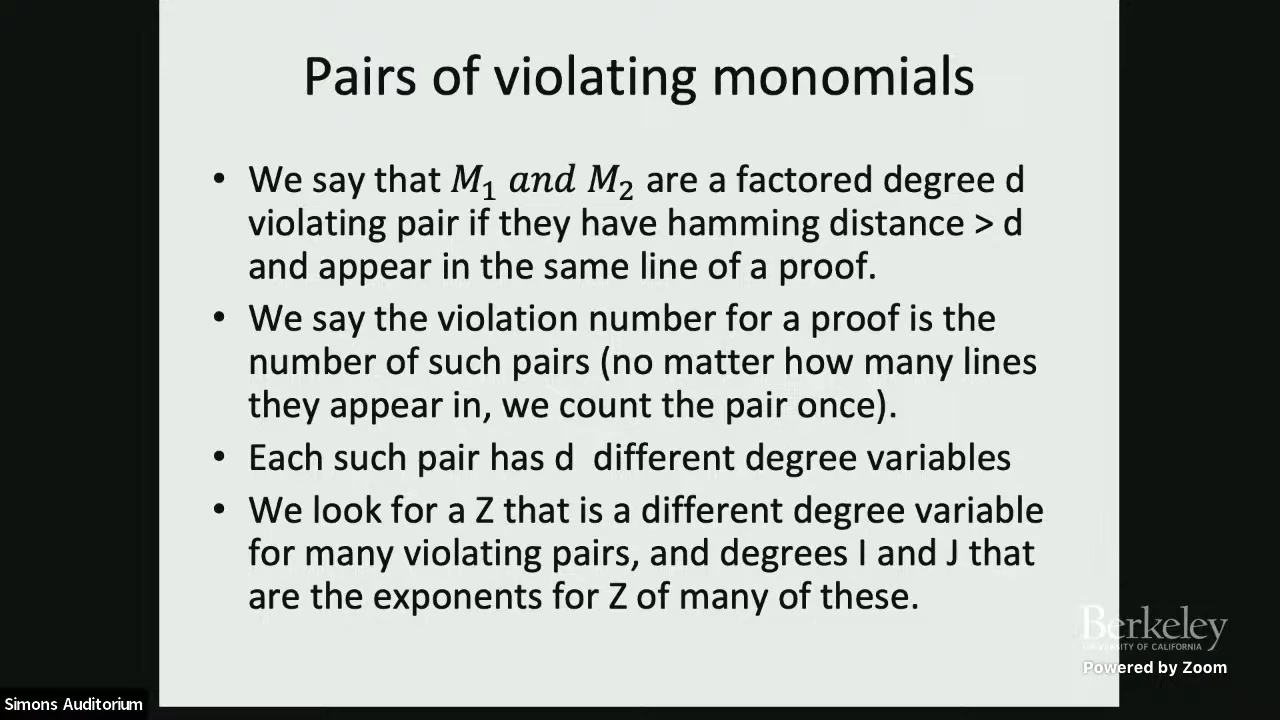 Pairs of violating monomials
• We say that M₁ and M₂ are a factored degree d
violating pair if they have hamming distance > d
and appear in the same line of a proof.
• We say the violation number for a proof is the
number of such pairs (no matter how many lines
they appear in, we count the pair once).
• Each such pair has d different degree variables
• We look for a Z that is a different degree variable
for many violating pairs, and degrees I and J that
are the exponents for Z of many of these.
Berkeley
UNIVERSITY OF CALIFORNIA
Powered by Zoom
Simons Auditorium